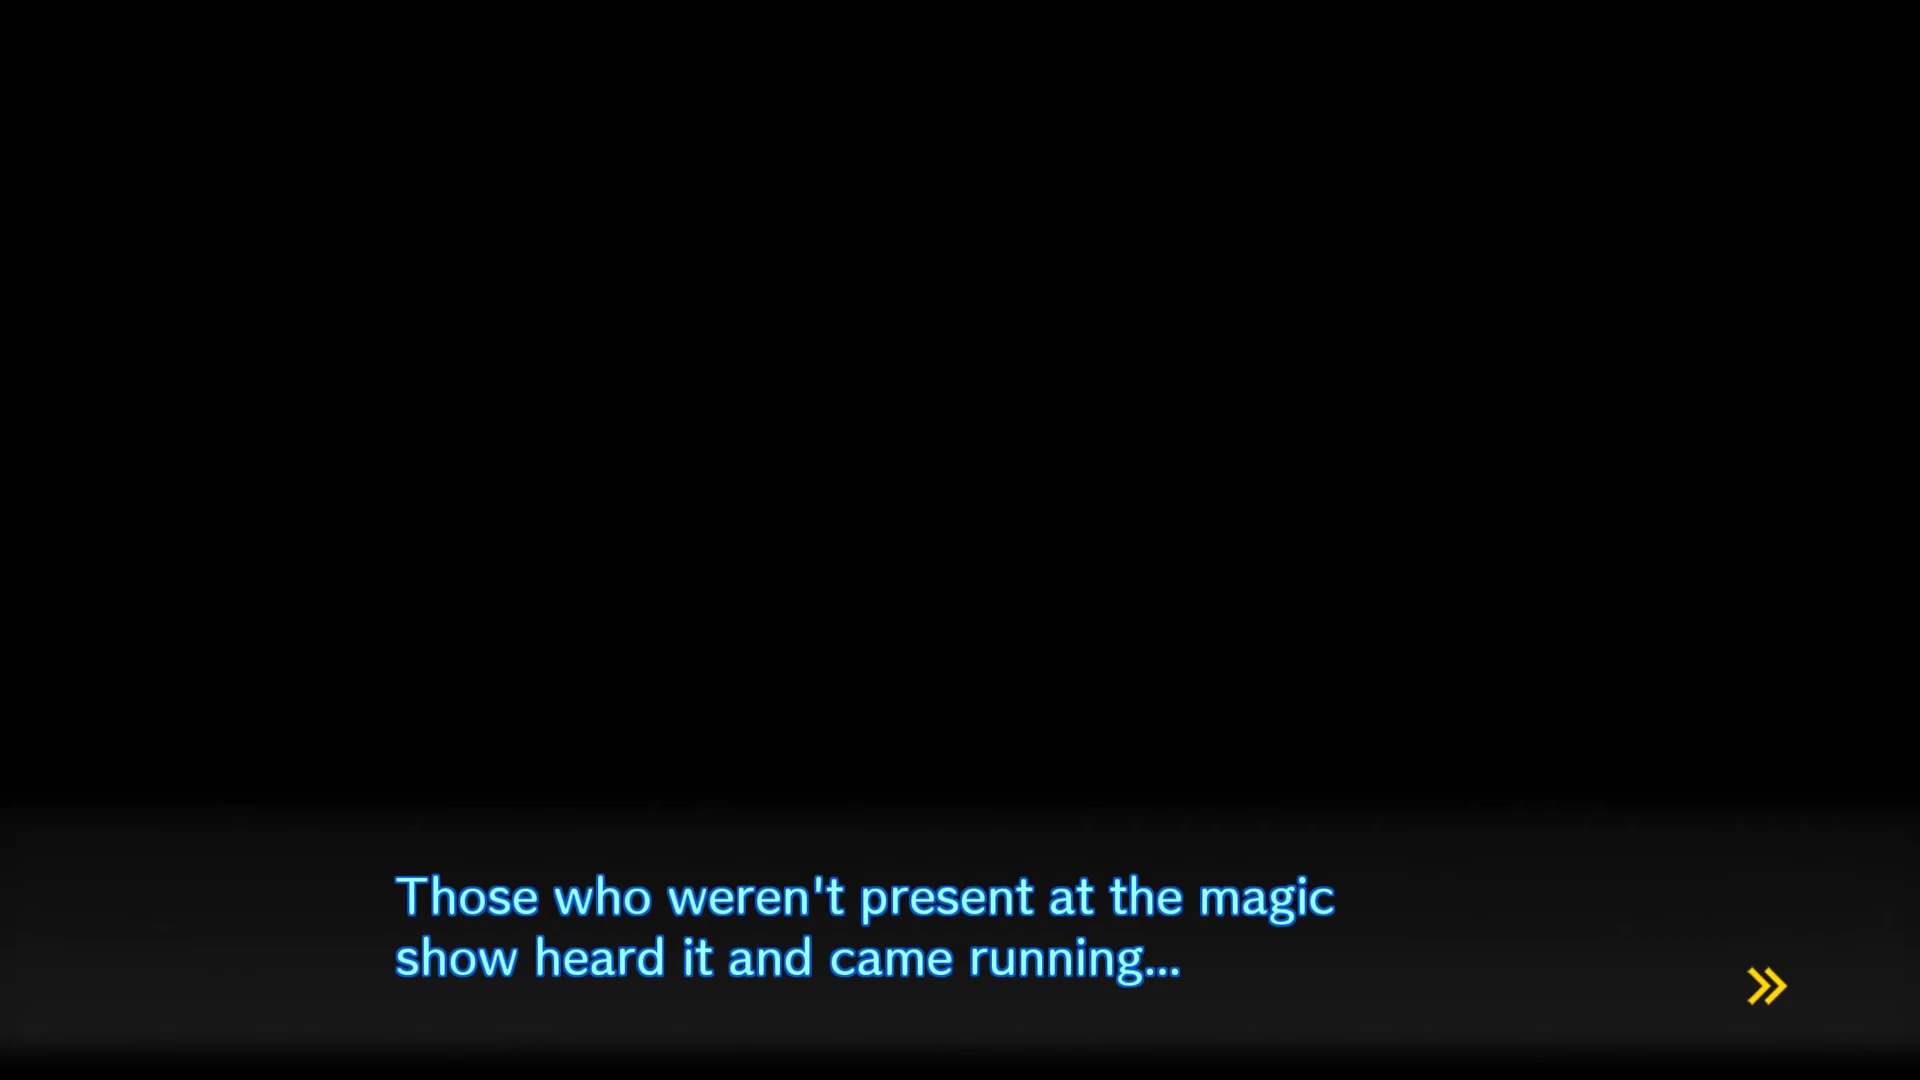 Those who weren't present at the magic
show heard it and came running...